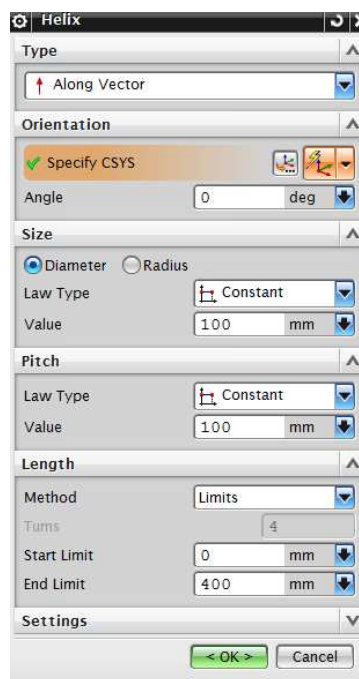 Helix
Type
Along Vector
Orientation
Specify CSYS
Angle 0 deg
Size
Diameter Radius
Law Type Constant
Value 100 mm
Pitch
Law Type Constant
Value 100 mm
Length
Method Limits
Turns 4
Start Limit 0 mm
End Limit 400 mm
Settings
< OK > Cancel